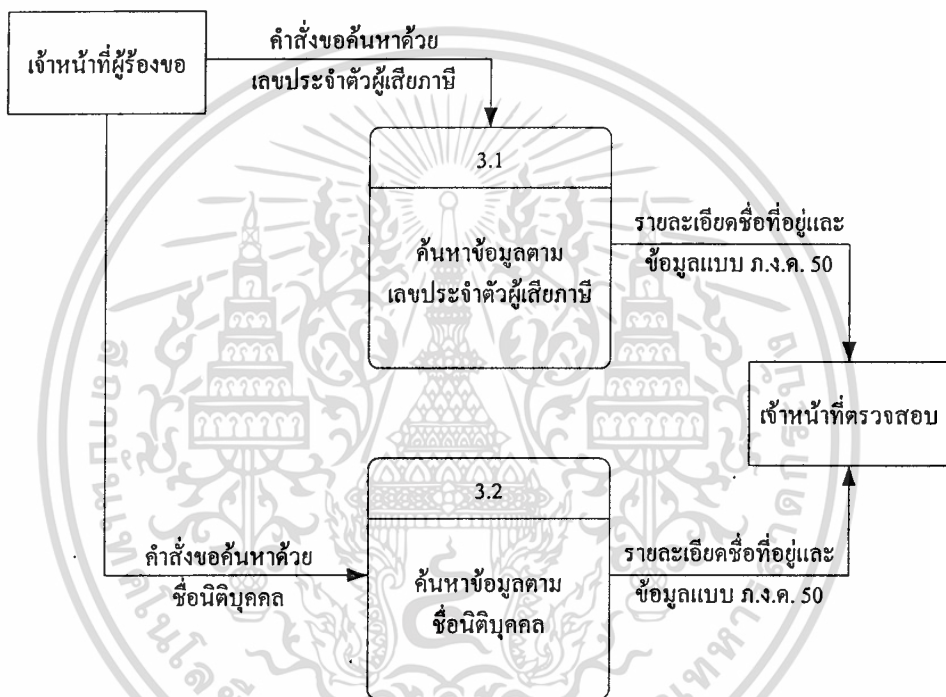 เจ้าหน้าที่ผู้ร้องขอ
คำสั่งขอค้นหาด้วย
เลขประจำตัวผู้เสียภาษี
3.1
ค้นหาข้อมูลตาม
เลขประจำตัวผู้เสียภาษี
รายละเอียดชื่อที่อยู่และ
ข้อมูลแบบ ภ.ง.ด. 50
เจ้าหน้าที่ตรวจสอบ
3.2
ค้นหาข้อมูลตาม
ชื่อนิติบุคคล
คำสั่งขอค้นหาด้วย
ชื่อนิติบุคคล
รายละเอียดชื่อที่อยู่และ
ข้อมูลแบบ ภ.ง.ด. 50